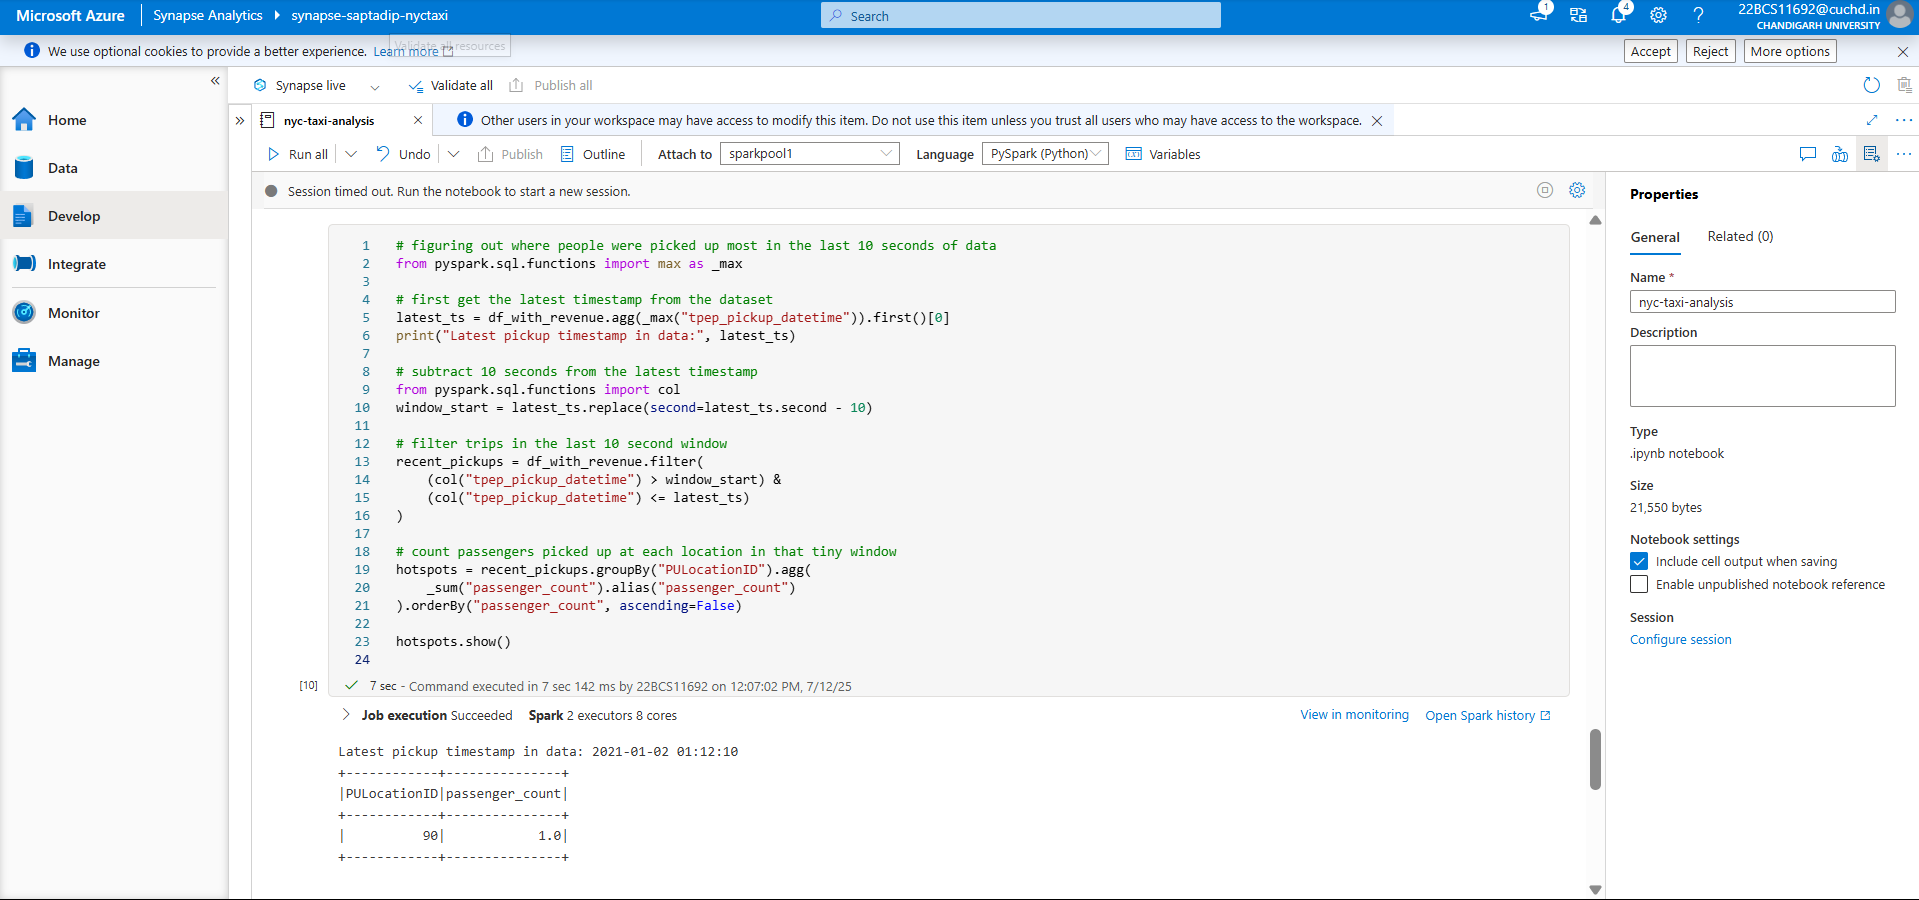 Microsoft Azure
Synapse Analytics
synapse-saptadip-nyctaxi
Search
1
4
22BCS11692@cuchd.in
CHANDIGARH UNIVERSITY
We use optional cookies to provide a better experience. Learn more
Validate all resources
Accept
Reject
More options
Synapse live
Validate all
Publish all
Home
Data
Develop
Integrate
Monitor
Manage
nyc-taxi-analysis
Other users in your workspace may have access to modify this item. Do not use this item unless you trust all users who may have access to the workspace.
Run all
Undo
Publish
Outline
Attach to
sparkpool1
Language
PySpark (Python)
Variables
Session timed out. Run the notebook to start a new session.
1 # figuring out where people were picked up most in the last 10 seconds of data
2 from pyspark.sql.functions import max as _max
3
4 # first get the latest timestamp from the dataset
5 latest_ts = df_with_revenue.agg(_max("tpep_pickup_datetime")).first()[0]
6 print("Latest pickup timestamp in data:", latest_ts)
7
8 # subtract 10 seconds from the latest timestamp
9 from pyspark.sql.functions import col
10 window_start = latest_ts.replace(second=latest_ts.second - 10)
11
12 # filter trips in the last 10 second window
13 recent_pickups = df_with_revenue.filter(
14 (col("tpep_pickup_datetime") > window_start) &
15 (col("tpep_pickup_datetime") <= latest_ts)
16 )
17
18 # count passengers picked up at each location in that tiny window
19 hotspots = recent_pickups.groupBy("PULocationID").agg(
20 _sum("passenger_count").alias("passenger_count")
21 ).orderBy("passenger_count", ascending=False)
22
23 hotspots.show()
24
[10]
7 sec - Command executed in 7 sec 142 ms by 22BCS11692 on 12:07:02 PM, 7/12/25
Job execution Succeeded Spark 2 executors 8 cores
View in monitoring
Open Spark history
Latest pickup timestamp in data: 2021-01-02 01:12:10
+------------+---------------+
|PULocationID|passenger_count|
+------------+---------------+
|          90|            1.0|
+------------+---------------+
Properties
General
Related (0)
Name *
nyc-taxi-analysis
Description
Type
.ipynb notebook
Size
21,550 bytes
Notebook settings
Include cell output when saving
Enable unpublished notebook reference
Session
Configure session